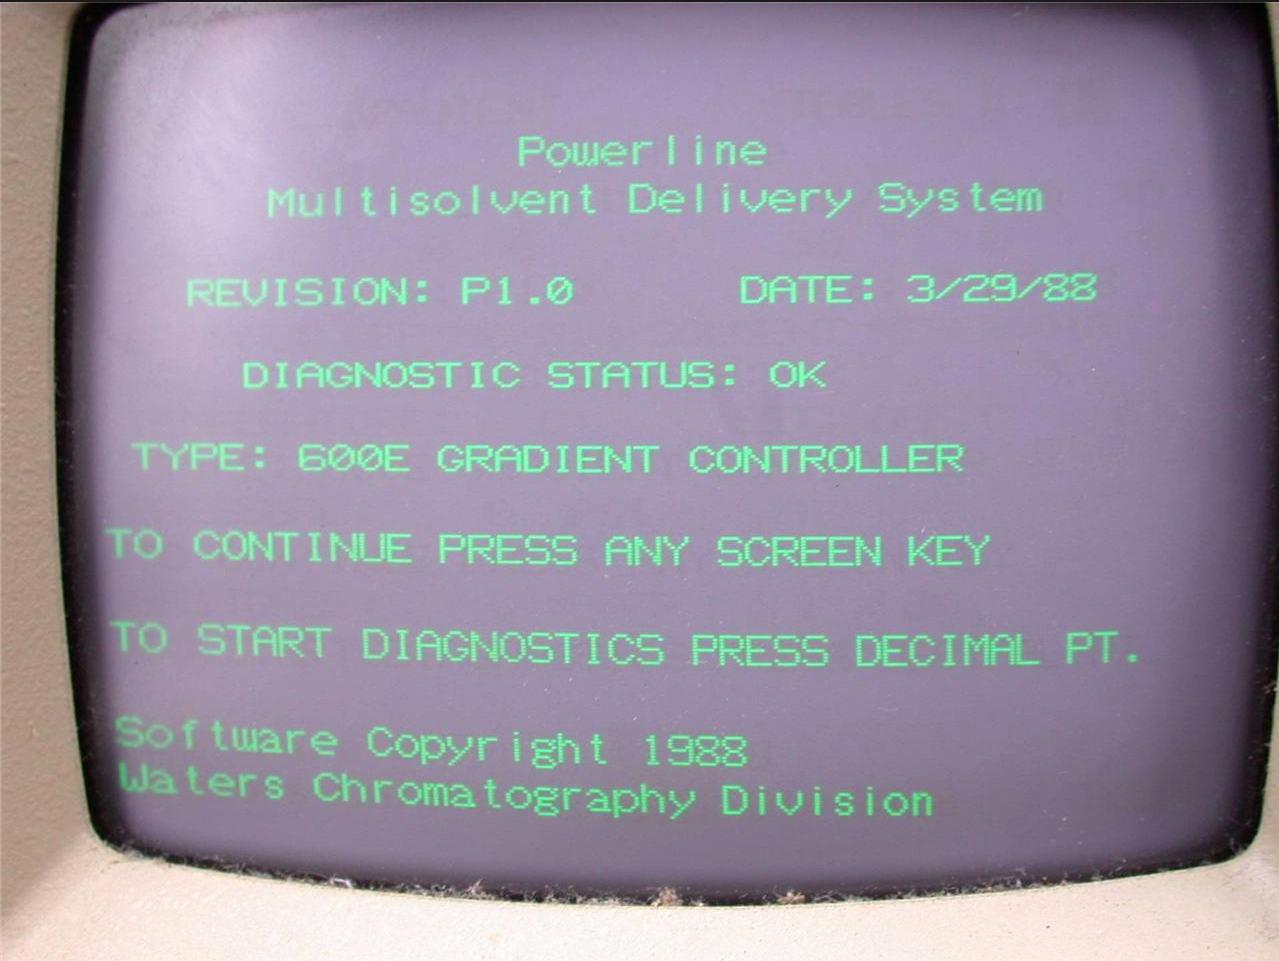 Powerline
Multisolvent Delivery System
REVISION: P1.0 DATE: 3/29/88
DIAGNOSTIC STATUS: OK
TYPE: 600E GRADIENT CONTROLLER
TO CONTINUE PRESS ANY SCREEN KEY
TO START DIAGNOSTICS PRESS DECIMAL PT.
Software Copyright 1988
Waters Chromatography Division